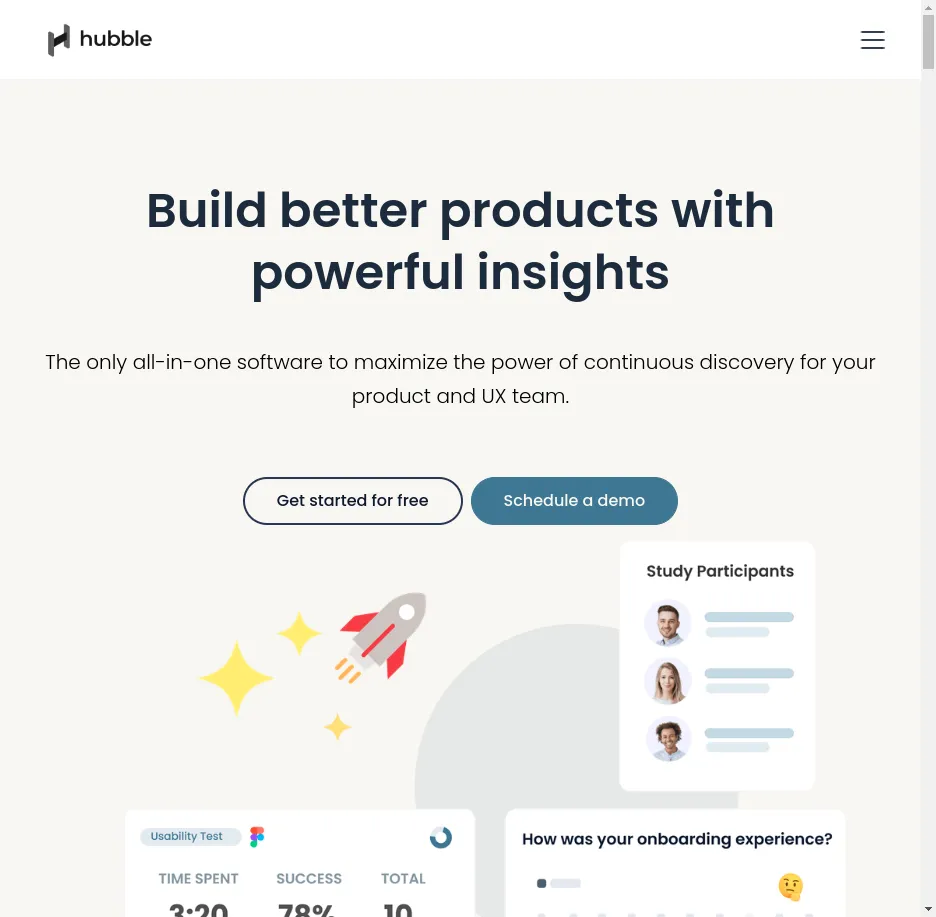 hubble
Build better products with
powerful insights
The only all-in-one software to maximize the power of continuous discovery for your
product and UX team.
Get started for free
Schedule a demo
Study Participants
Usability Test
TIME SPENT
SUCCESS
TOTAL
3:20
78%
10
How was your onboarding experience?